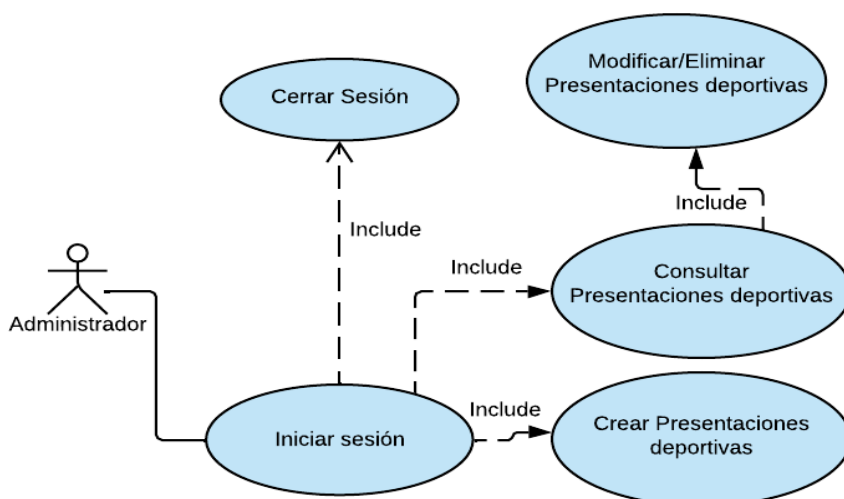 Modificar/Eliminar
Presentaciones deportivas
Cerrar Sesión
Include
Include
Include
Consultar
Presentaciones deportivas
Administrador
Include
Iniciar sesión
Crear Presentaciones
deportivas